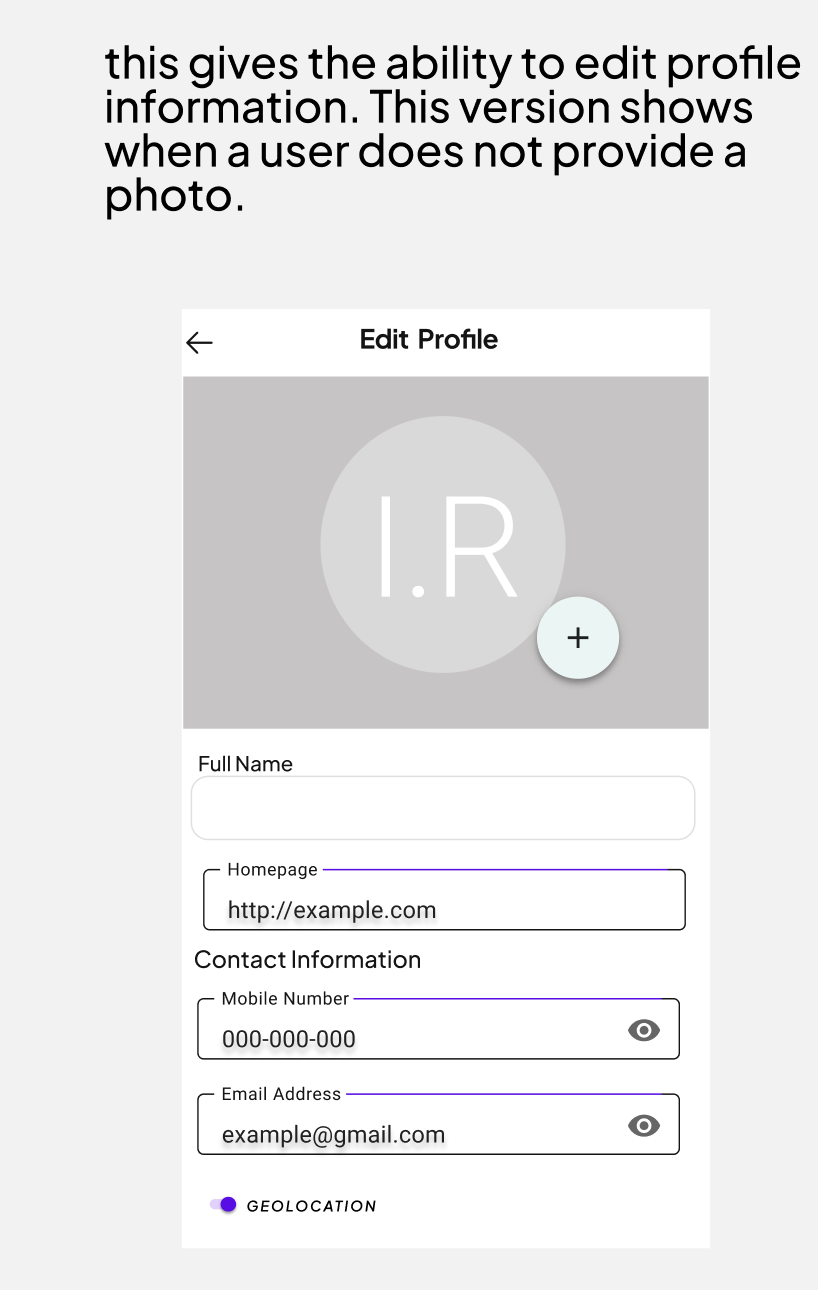 this gives the ability to edit profile
information. This version shows
when a user does not provide a
photo.
Edit Profile
I.R
+
Full Name
Homepage
http://example.com
Contact Information
Mobile Number
000-000-000
Email Address
example@gmail.com
GEOLOCATION